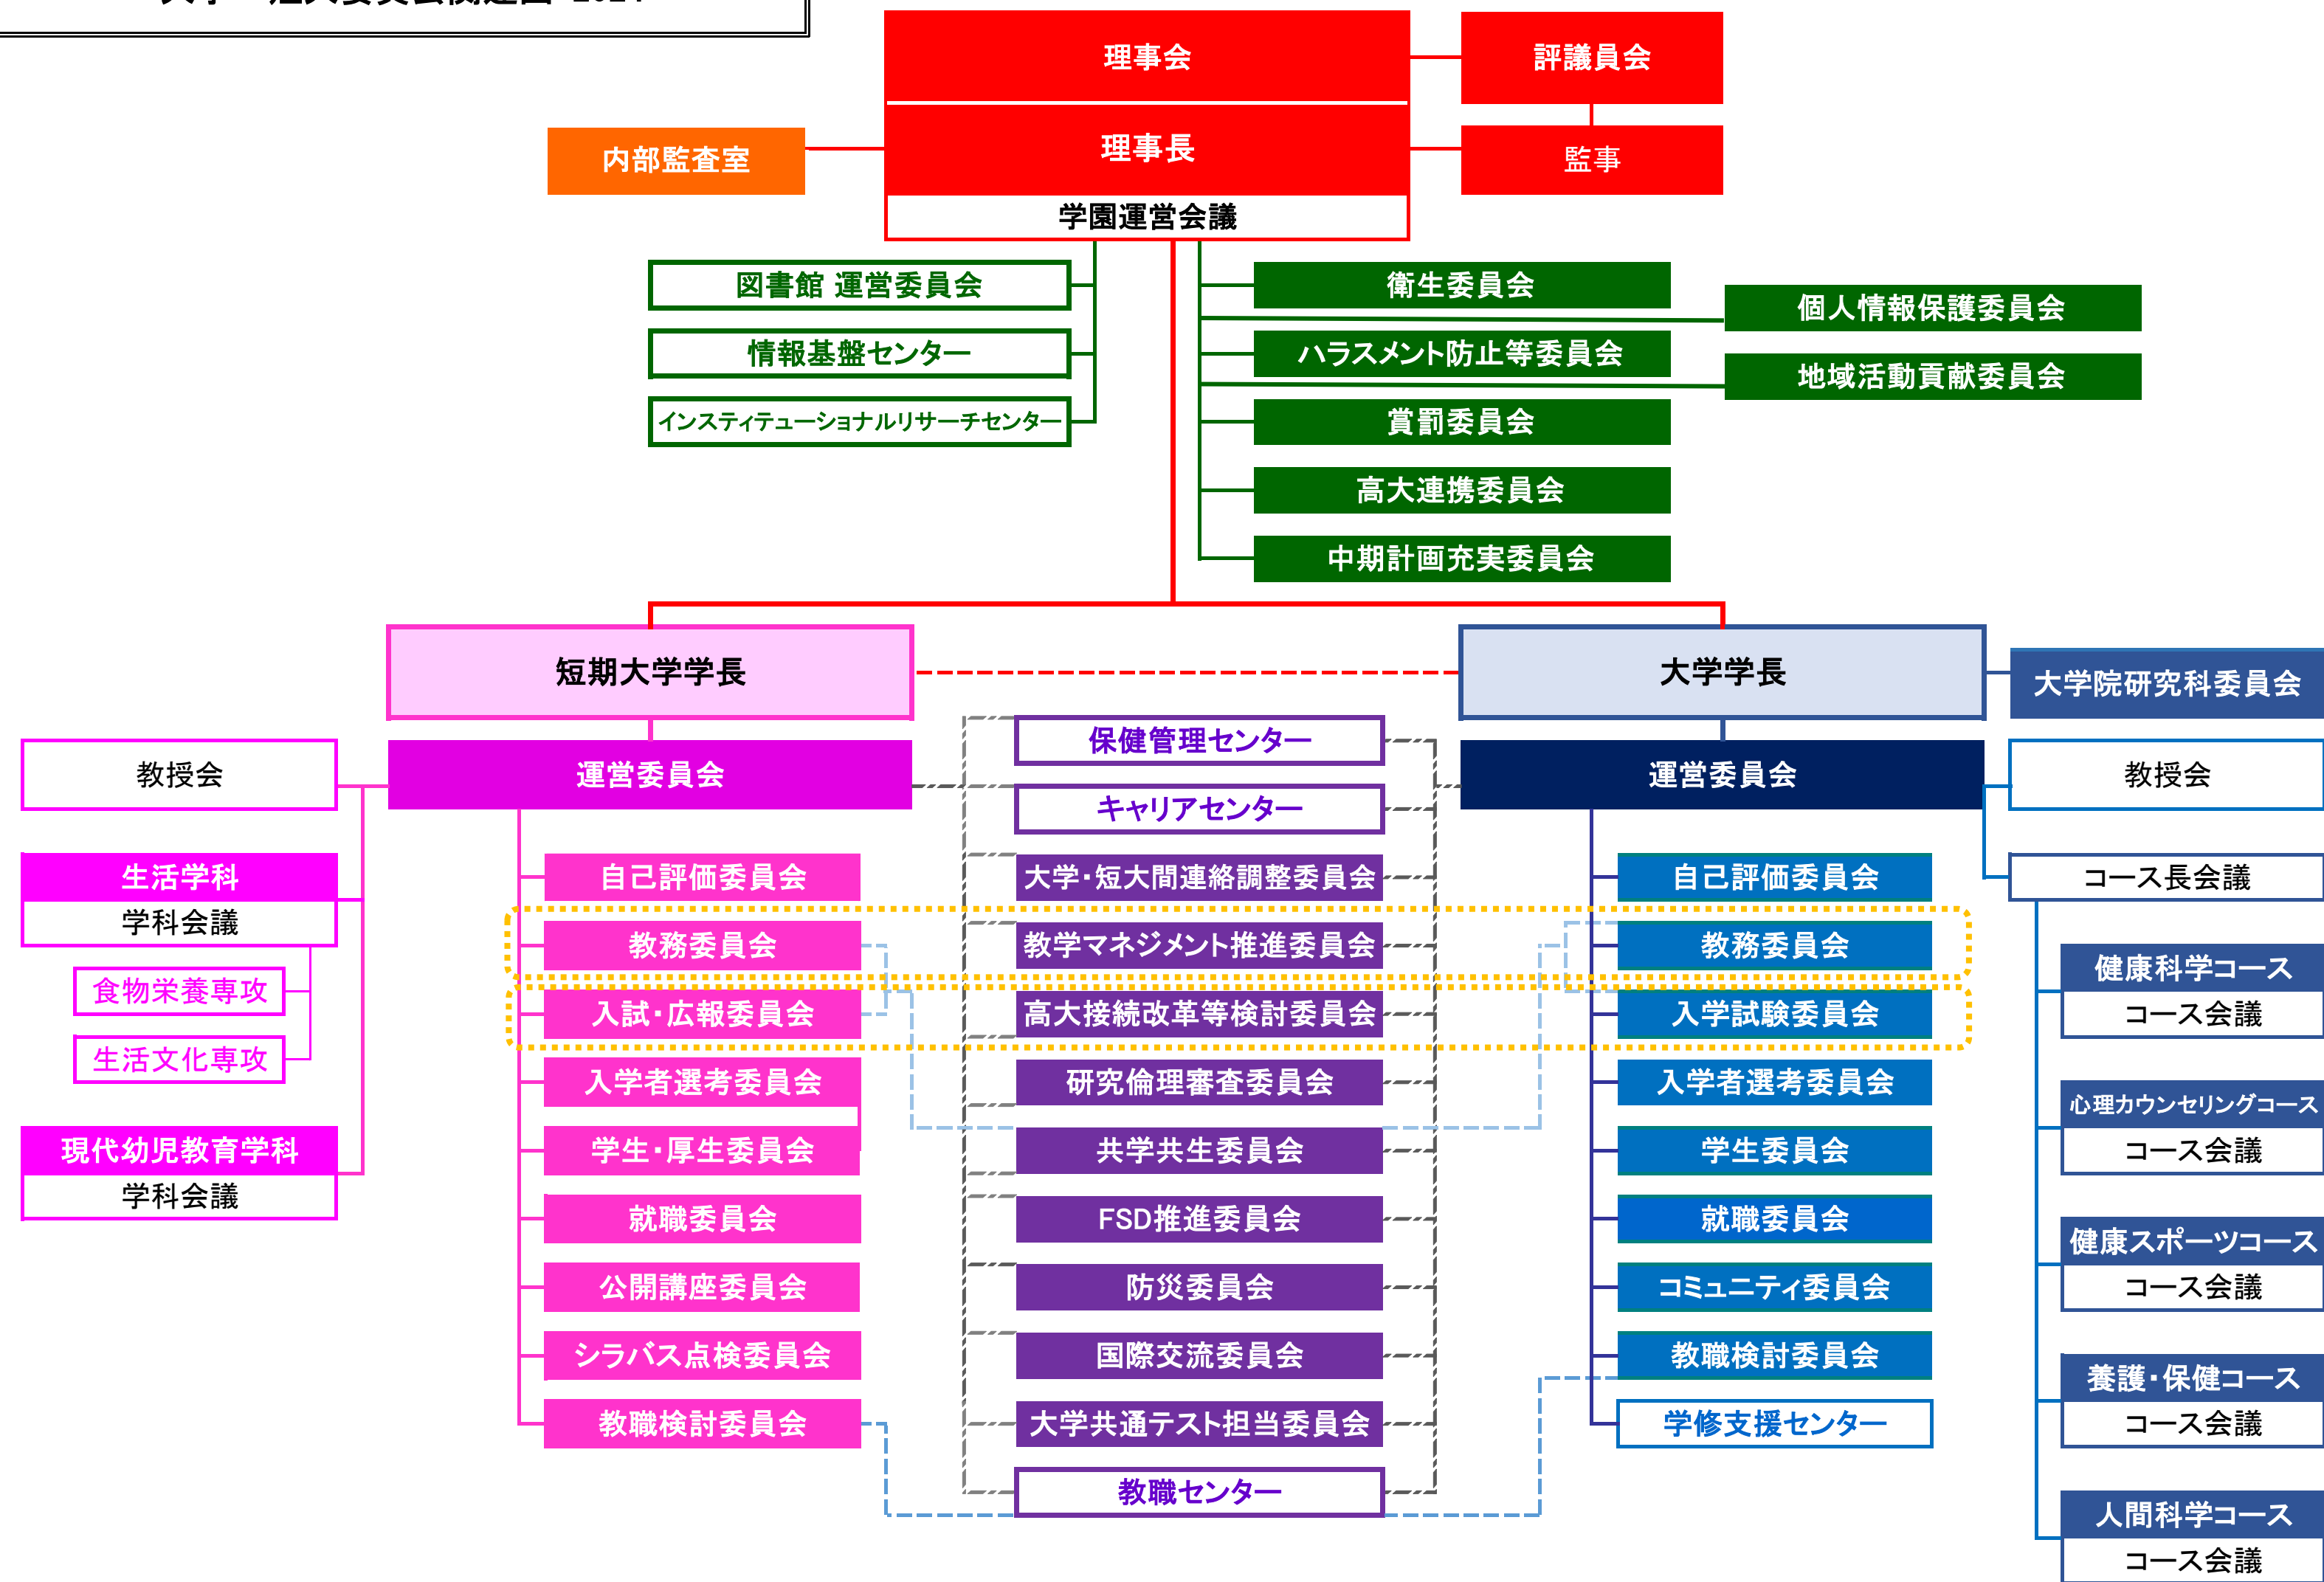 理事会
評議員会
理事長
監事
内部監査室
学園運営会議
図書館 運営委員会
情報基盤センター
インスティテューショナルリサーチセンター
衛生委員会
個人情報保護委員会
ハラスメント防止等委員会
地域活動貢献委員会
賞罰委員会
高大連携委員会
中期計画充実委員会
短期大学学長
大学学長
大学院研究科委員会
教授会
運営委員会
生活学科
学科会議
食物栄養専攻
生活文化専攻
現代幼児教育学科
学科会議
自己評価委員会
教務委員会
入試・広報委員会
入学者選考委員会
学生・厚生委員会
就職委員会
公開講座委員会
シラバス点検委員会
教職検討委員会
保健管理センター
キャリアセンター
大学・短大間連絡調整委員会
教学マネジメント推進委員会
高大接続改革等検討委員会
研究倫理審査委員会
共学共生委員会
FSD推進委員会
防災委員会
国際交流委員会
大学共通テスト担当委員会
教職センター
運営委員会
自己評価委員会
教務委員会
入学試験委員会
入学者選考委員会
学生委員会
就職委員会
コミュニティ委員会
教職検討委員会
学修支援センター
教授会
コース長会議
健康科学コース
コース会議
心理カウンセリングコース
コース会議
健康スポーツコース
コース会議
養護・保健コース
コース会議
人間科学コース
コース会議